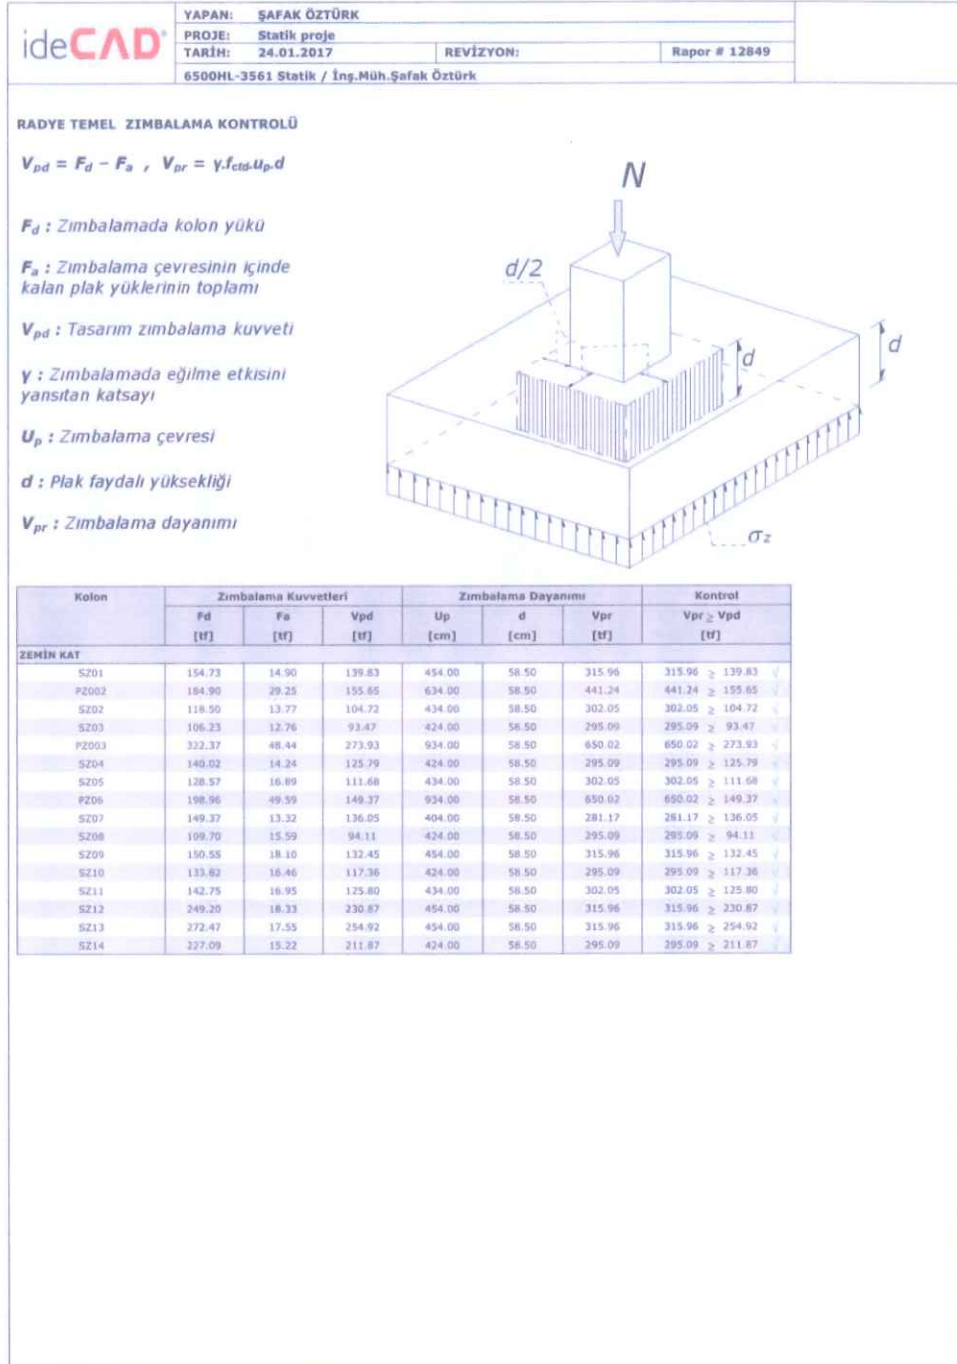 ideCAD®
YAPAN: ŞAFAK ÖZTÜRK
PROJE: Statik proje
TARİH: 24.01.2017 REVİZYON: Rapor # 12849
6500HL-3561 Statik / İnş.Müh.Şafak Öztürk
RADYE TEMEL ZIMBALAMA KONTROLÜ
Vpd = Fd - Fa , Vpr = γ.fctd.up.d
Fd : Zımbalamada kolon yükü
Fa : Zımbalama çevresinin içinde
kalan plak yüklerinin toplamı
Vpd : Tasarım zımbalama kuvveti
γ : Zımbalamada eğilme etkisini
yansıtan katsayı
Up : Zımbalama çevresi
d : Plak faydalı yüksekliği
Vpr : Zımbalama dayanımı
N
d/2
d
d
σz
Kolon Zımbalama Kuvvetleri Zımbalama Dayanımı Kontrol
Fd Fa Vpd Up d Vpr Vpr ≥ Vpd
[tf] [tf] [tf] [cm] [cm] [tf] [tf]
ZEMİN KAT
SZ01 154.73 14.90 139.83 454.00 58.50 315.96 315.96 ≥ 139.83 √
PZ002 184.90 29.25 155.65 634.00 58.50 441.24 441.24 ≥ 155.65 √
SZ02 118.50 13.77 104.72 434.00 58.50 302.05 302.05 ≥ 104.72 √
SZ03 106.23 12.76 93.47 424.00 58.50 295.09 295.09 ≥ 93.47 √
PZ003 322.37 48.44 273.93 934.00 58.50 650.02 650.02 ≥ 273.93 √
SZ04 140.02 14.24 125.79 424.00 58.50 295.09 295.09 ≥ 125.79 √
SZ05 128.57 16.89 111.68 434.00 58.50 302.05 302.05 ≥ 111.68 √
PZ06 198.96 49.59 149.37 934.00 58.50 650.02 650.02 ≥ 149.37 √
SZ07 149.37 13.32 136.05 404.00 58.50 281.17 281.17 ≥ 136.05 √
SZ08 109.70 15.59 94.11 424.00 58.50 295.09 295.09 ≥ 94.11 √
SZ09 150.55 18.10 132.45 454.00 58.50 315.96 315.96 ≥ 132.45 √
SZ10 133.82 16.46 117.36 424.00 58.50 295.09 295.09 ≥ 117.36 √
SZ11 142.75 16.95 125.80 434.00 58.50 302.05 302.05 ≥ 125.80 √
SZ12 249.20 18.33 230.87 454.00 58.50 315.96 315.96 ≥ 230.87 √
SZ13 272.47 17.55 254.92 454.00 58.50 315.96 315.96 ≥ 254.92 √
SZ14 227.09 15.22 211.87 424.00 58.50 295.09 295.09 ≥ 211.87 √